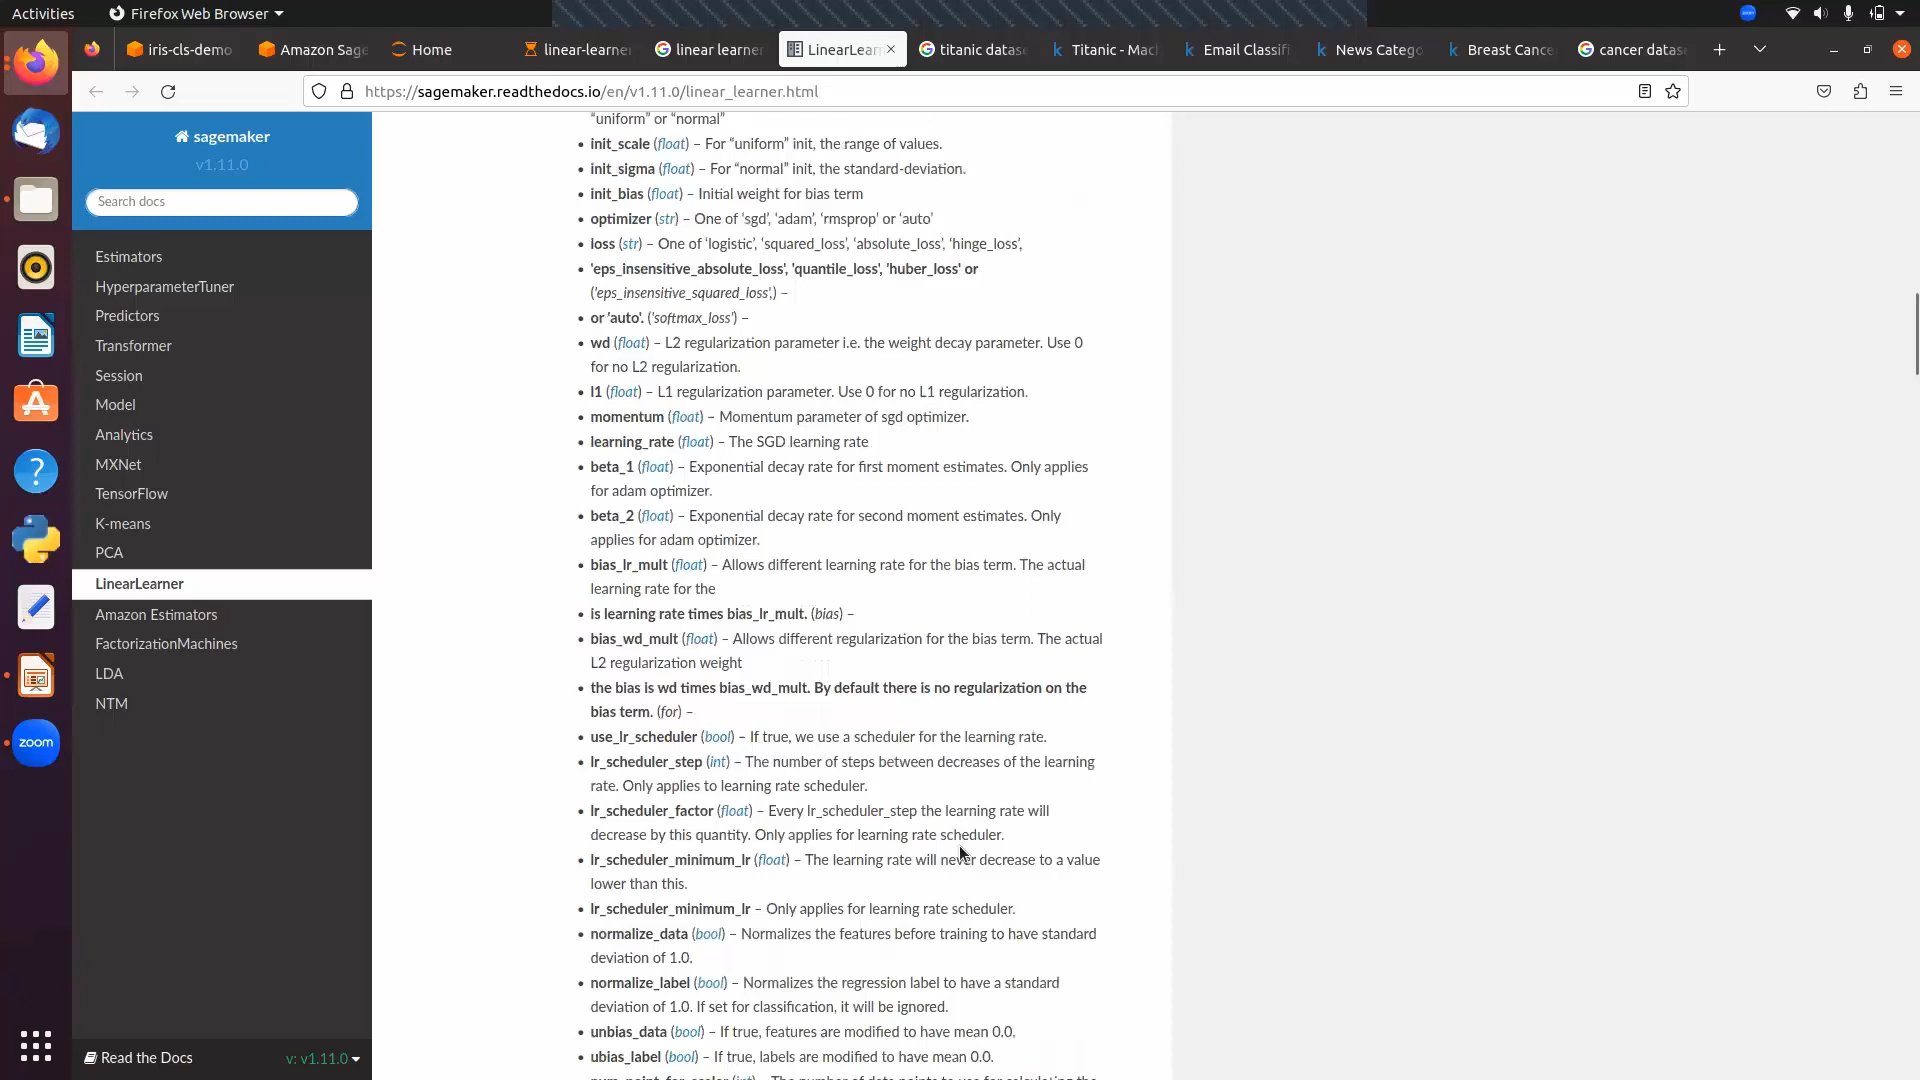 Activities
Firefox Web Browser
iris-cls-demo
Amazon Sage
Home
linear-learner
linear learner
LinearLearn
titanic datase
Titanic - Mac
Email Classifi
News Catego
Breast Cance
cancer datas
https://sagemaker.readthedocs.io/en/v1.11.0/linear_learner.html
sagemaker
v1.11.0
Search docs
Estimators
HyperparameterTuner
Predictors
Transformer
Session
Model
Analytics
MXNet
TensorFlow
K-means
PCA
LinearLearner
Amazon Estimators
FactorizationMachines
LDA
NTM
Read the Docs
v: v1.11.0
zoom
“uniform” or “normal”
• init_scale (float) – For “uniform” init, the range of values.
• init_sigma (float) – For “normal” init, the standard-deviation.
• init_bias (float) – Initial weight for bias term
• optimizer (str) – One of ‘sgd’, ‘adam’, ‘rmsprop’ or ‘auto’
• loss (str) – One of ‘logistic’, ‘squared_loss’, ‘absolute_loss’, ‘hinge_loss’,
• 'eps_insensitive_absolute_loss', 'quantile_loss', 'huber_loss' or
('eps_insensitive_squared_loss',) –
• or 'auto'. ('softmax_loss') –
• wd (float) – L2 regularization parameter i.e. the weight decay parameter. Use 0
for no L2 regularization.
• l1 (float) – L1 regularization parameter. Use 0 for no L1 regularization.
• momentum (float) – Momentum parameter of sgd optimizer.
• learning_rate (float) – The SGD learning rate
• beta_1 (float) – Exponential decay rate for first moment estimates. Only applies
for adam optimizer.
• beta_2 (float) – Exponential decay rate for second moment estimates. Only
applies for adam optimizer.
• bias_lr_mult (float) – Allows different learning rate for the bias term. The actual
learning rate for the
• is learning rate times bias_lr_mult. (bias) –
• bias_wd_mult (float) – Allows different regularization for the bias term. The actual
L2 regularization weight
• the bias is wd times bias_wd_mult. By default there is no regularization on the
bias term. (for) –
• use_lr_scheduler (bool) – If true, we use a scheduler for the learning rate.
• lr_scheduler_step (int) – The number of steps between decreases of the learning
rate. Only applies to learning rate scheduler.
• lr_scheduler_factor (float) – Every lr_scheduler_step the learning rate will
decrease by this quantity. Only applies for learning rate scheduler.
• lr_scheduler_minimum_lr (float) – The learning rate will never decrease to a value
lower than this.
• lr_scheduler_minimum_lr – Only applies for learning rate scheduler.
• normalize_data (bool) – Normalizes the features before training to have standard
deviation of 1.0.
• normalize_label (bool) – Normalizes the regression label to have a standard
deviation of 1.0. If set for classification, it will be ignored.
• unbias_data (bool) – If true, features are modified to have mean 0.0.
• ubias_label (bool) – If true, labels are modified to have mean 0.0.